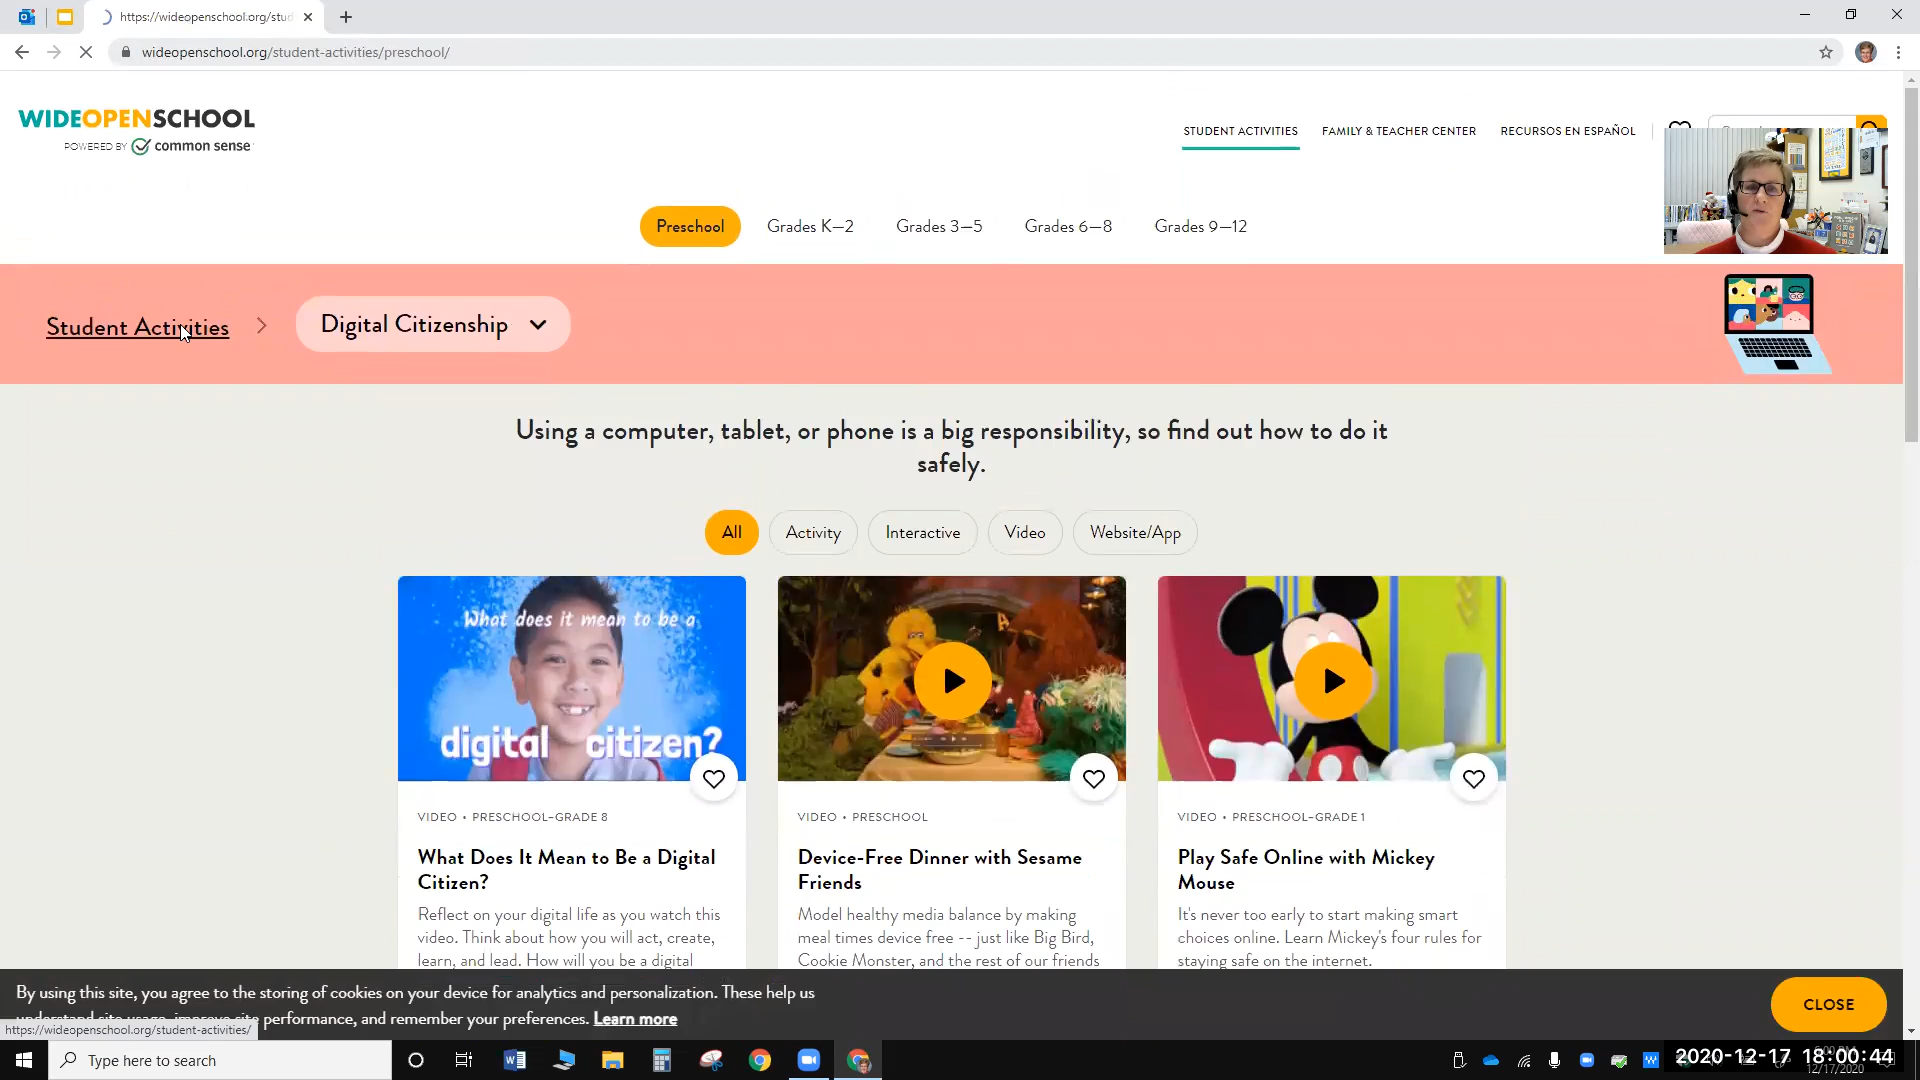 https://wideopenschool.org/stud
wideopenschool.org/student-activities/preschool/
WIDEOPENSCHOOL
POWERED BY common sense
STUDENT ACTIVITIES
FAMILY & TEACHER CENTER
RECURSOS EN ESPAÑOL
Preschool
Grades K–2
Grades 3–5
Grades 6–8
Grades 9–12
Student Activities
Digital Citizenship
Using a computer, tablet, or phone is a big responsibility, so find out how to do it
safely.
All
Activity
Interactive
Video
Website/App
What does it mean to be a
digital citizen?
VIDEO • PRESCHOOL–GRADE 8
What Does It Mean to Be a Digital
Citizen?
Reflect on your digital life as you watch this
video. Think about how you will act, create,
learn, and lead. How will you be a digital
VIDEO • PRESCHOOL
Device-Free Dinner with Sesame
Friends
Model healthy media balance by making
meal times device free -- just like Big Bird,
Cookie Monster, and the rest of our friends
VIDEO • PRESCHOOL–GRADE 1
Play Safe Online with Mickey
Mouse
It's never too early to start making smart
choices online. Learn Mickey's four rules for
staying safe on the internet.
By using this site, you agree to the storing of cookies on your device for analytics and personalization. These help us
understand site usage, improve site performance, and remember your preferences. Learn more
CLOSE
https://wideopenschool.org/student-activities/
Type here to search
2020-12-17 18:00:44
12/17/2020